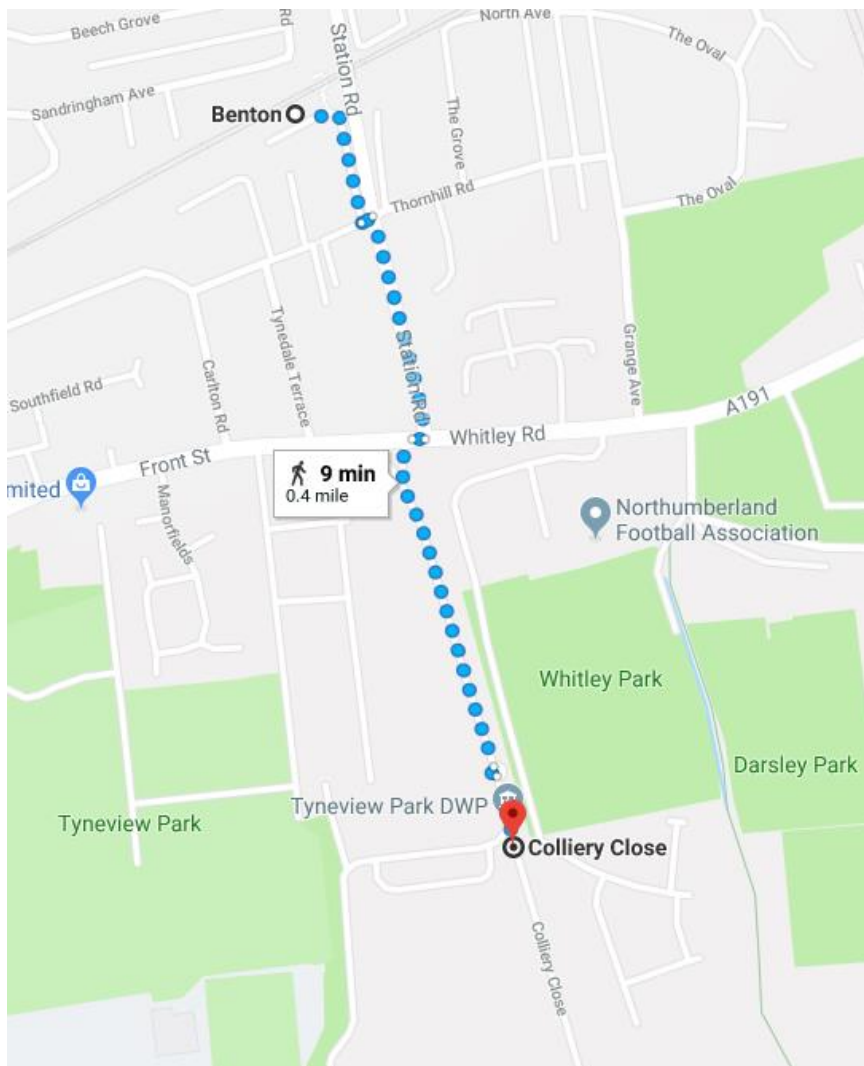 Beech Grove
Rd
Station Rd
North Ave
The Oval
Sandringham Ave
Benton
The Grove
Thornhill Rd
The Oval
Tynedale Terrace
Carlton Rd
Southfield Rd
Station Rd
Grange Ave
A191
Whitley Rd
Front St
9 min
0.4 mile
mited
Manorfields
Northumberland
Football Association
Whitley Park
Darsley Park
Tyneview Park DWP
Tyneview Park
Colliery Close
Colliery Close